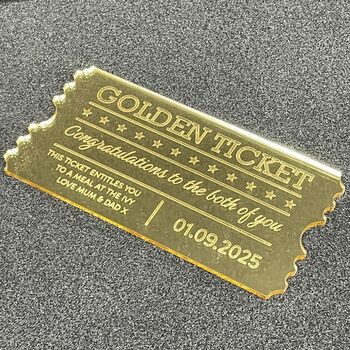 GOLDEN TICKET
Congratulations to the both of you
THIS TICKET ENTITLES YOU
TO A MEAL AT THE IVY
LOVE MUM & DAD X
01.09.2025